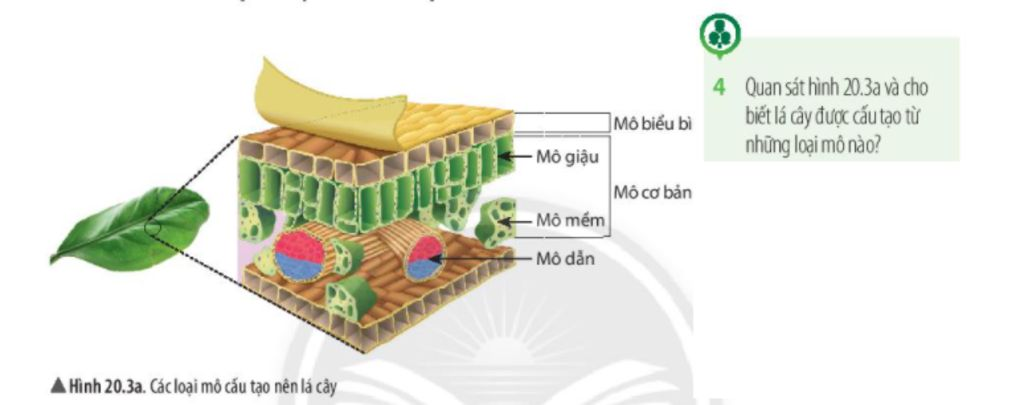 Mô biểu bì
Mô giậu
Mô cơ bản
Mô mềm
Mô dẫn
▲ Hình 20.3a. Các loại mô cấu tạo nên lá cây
4 Quan sát hình 20.3a và cho
biết lá cây được cấu tạo từ
những loại mô nào?